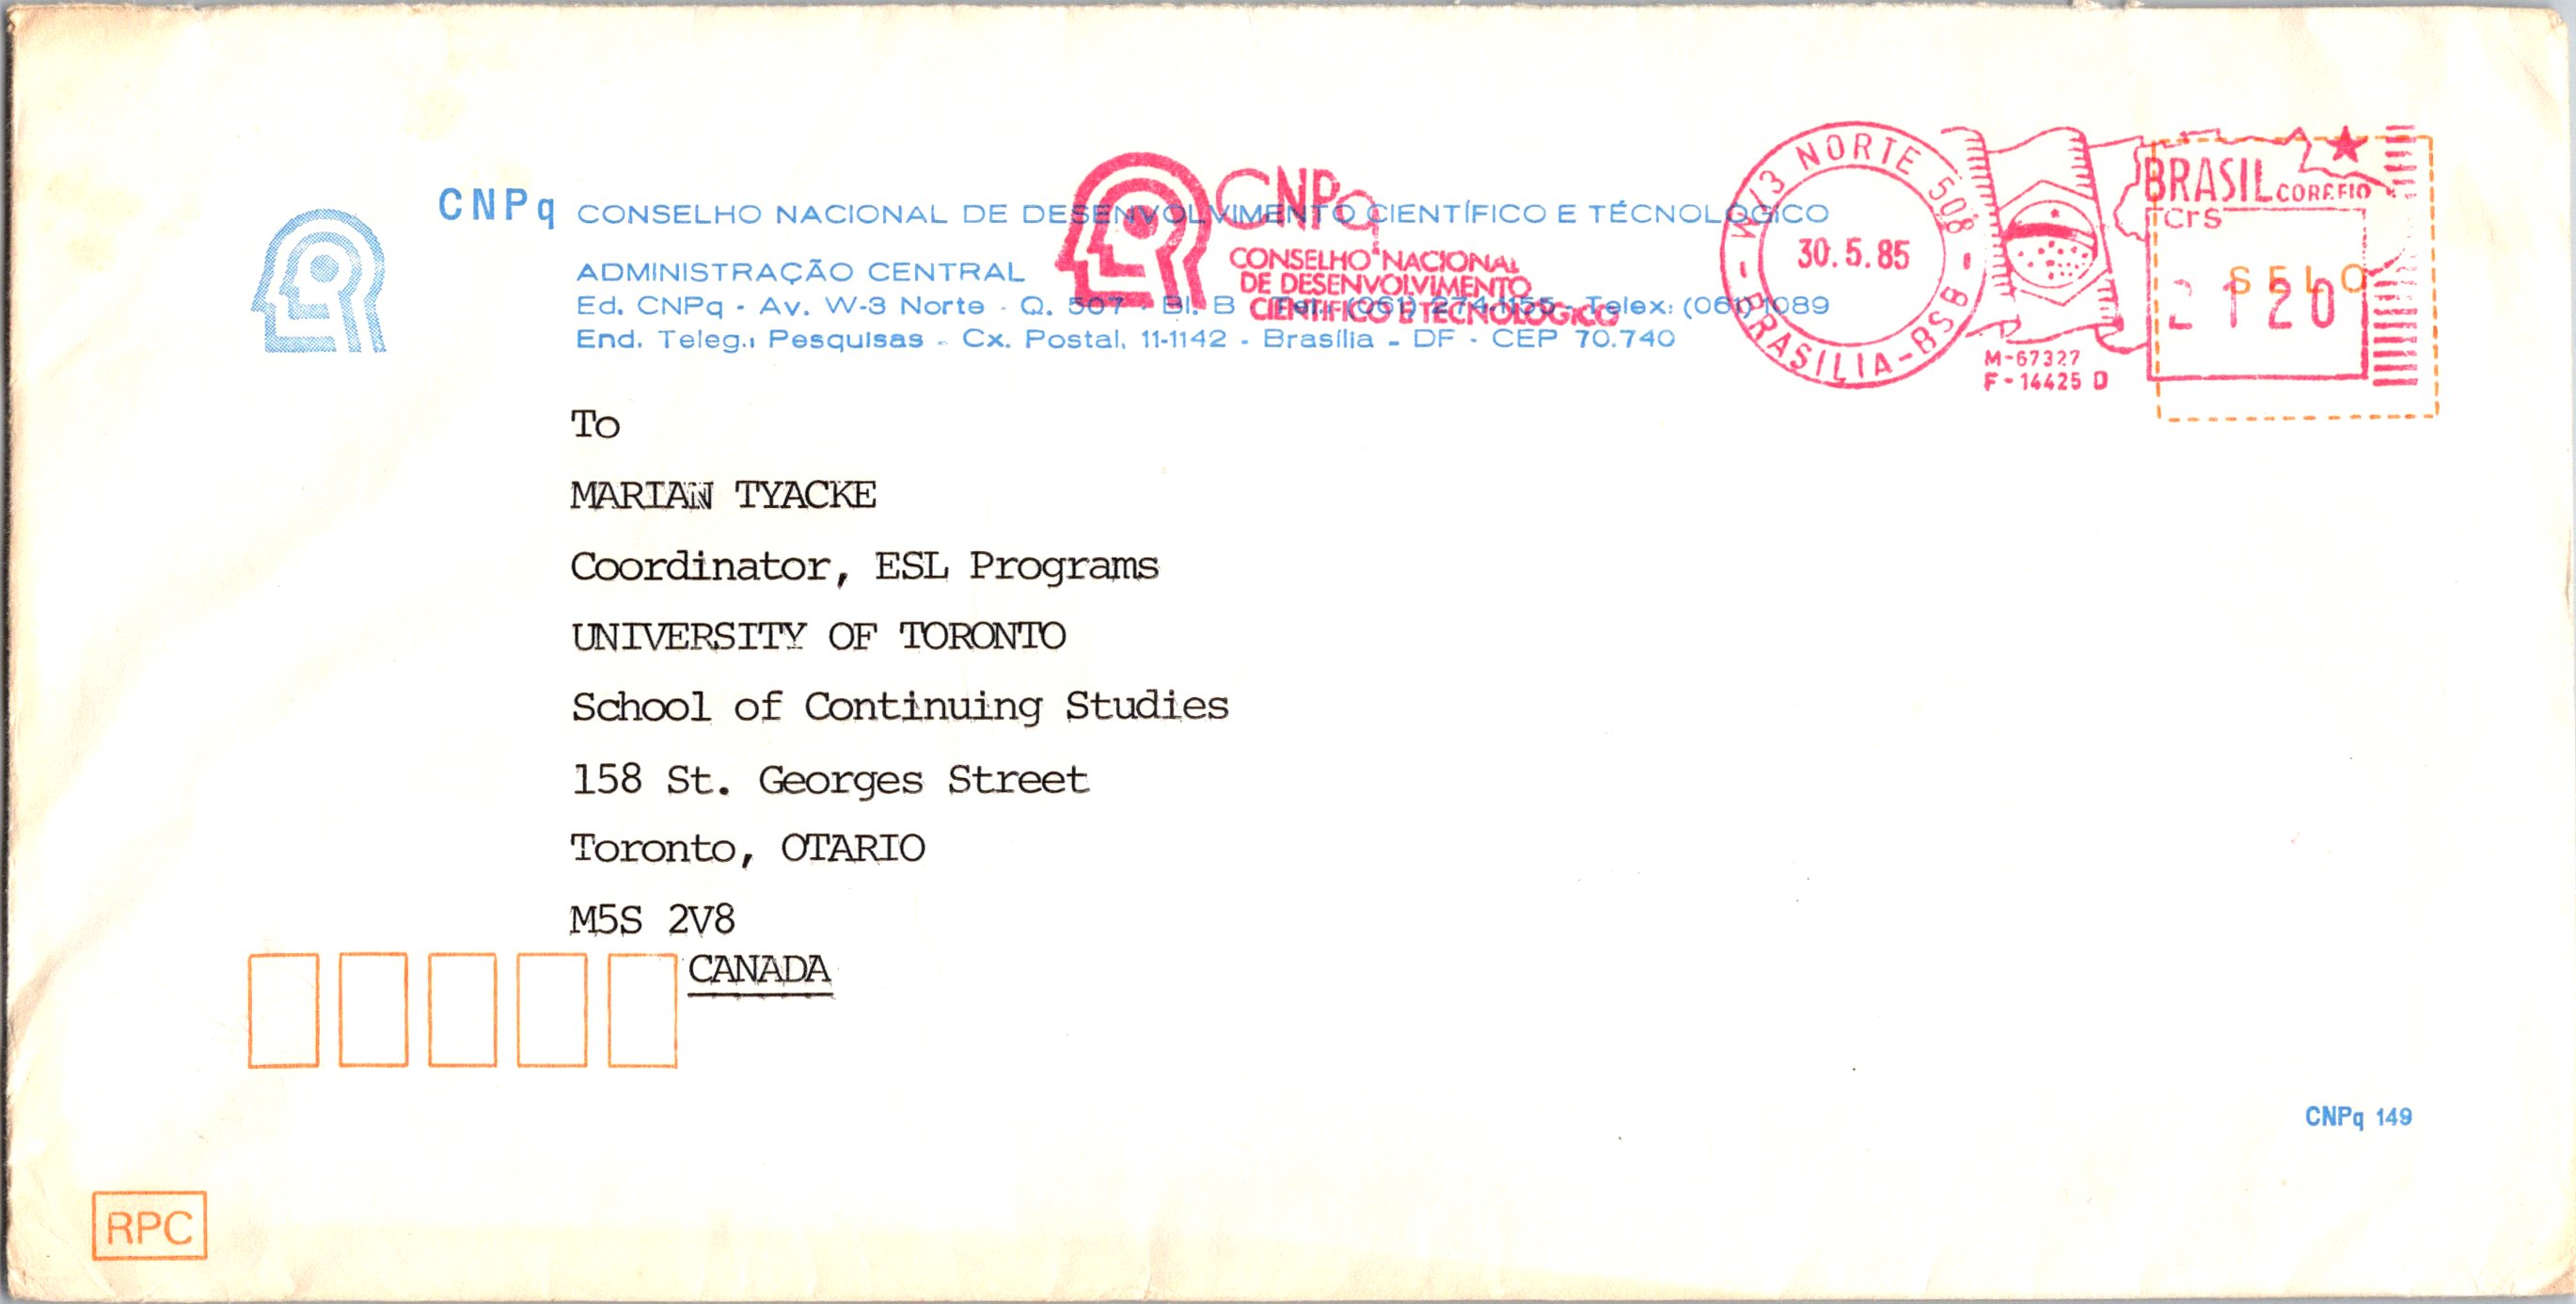 CNPq CONSELHO NACIONAL DE DESENVOLVIMENTO CIENTÍFICO E TÉCNOLOGICO
ADMINISTRAÇÃO CENTRAL
Ed. CNPq - Av. W-3 Norte - Q. 507 - Bl. B - Tel.: (061) 274-1155 - Telex: (061) 1089
End. Teleg.: Pesquisas - Cx. Postal, 11-1142 - Brasília - DF - CEP 70.740
CNPq
CONSELHO NACIONAL
DE DESENVOLVIMENTO
CIENTIFICO E TECNOLOGICO
W/3 NORTE 508
30.5.85
BRASILIA-BSB
M-67327
F-14425 D
BRASIL CORREIO
Crs
SELO
2120
To
MARIAN TYACKE
Coordinator, ESL Programs
UNIVERSITY OF TORONTO
School of Continuing Studies
158 St. Georges Street
Toronto, OTARIO
M5S 2V8
CANADA
CNPq 149
RPC